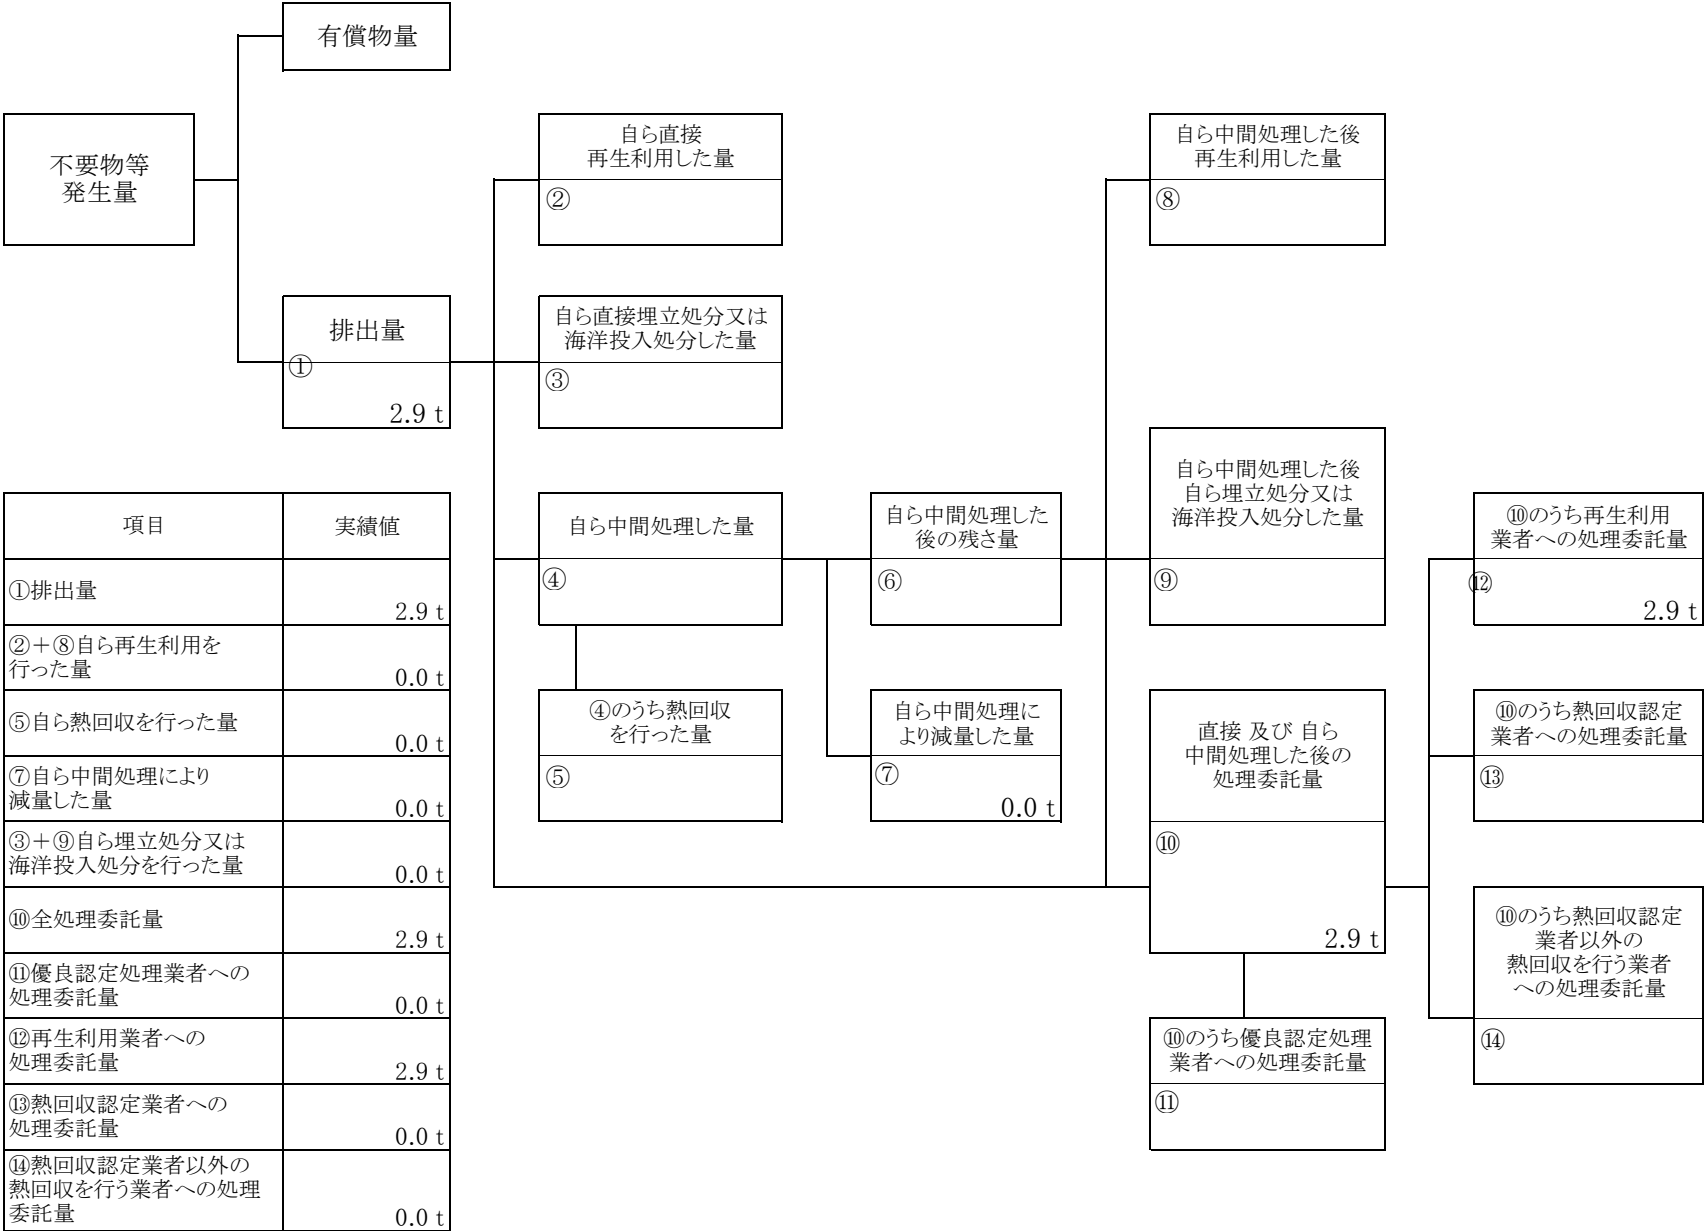 有償物量
不要物等
発生量
自ら直接
再生利用した量
②
自ら中間処理した後
再生利用した量
⑧
排出量
①
2.9 t
自ら直接埋立処分又は
海洋投入処分した量
③
自ら中間処理した量
④
自ら中間処理した
後の残さ量
⑥
自ら中間処理した後
自ら埋立処分又は
海洋投入処分した量
⑨
⑩のうち再生利用
業者への処理委託量
⑫
2.9 t
④のうち熱回収
を行った量
⑤
自ら中間処理に
より減量した量
⑦
0.0 t
直接 及び 自ら
中間処理した後の
処理委託量
⑩
2.9 t
⑩のうち熱回収認定
業者への処理委託量
⑬
⑩のうち熱回収認定
業者以外の
熱回収を行う業者
への処理委託量
⑭
⑩のうち優良認定処理
業者への処理委託量
⑪
項目 実績値
①排出量
2.9 t
②＋⑧自ら再生利用を
行った量
0.0 t
⑤自ら熱回収を行った量
0.0 t
⑦自ら中間処理により
減量した量
0.0 t
③＋⑨自ら埋立処分又は
海洋投入処分を行った量
0.0 t
⑩全処理委託量
2.9 t
⑪優良認定処理業者への
処理委託量
0.0 t
⑫再生利用業者への
処理委託量
2.9 t
⑬熱回収認定業者への
処理委託量
0.0 t
⑭熱回収認定業者以外の
熱回収を行う業者への処理
委託量
0.0 t